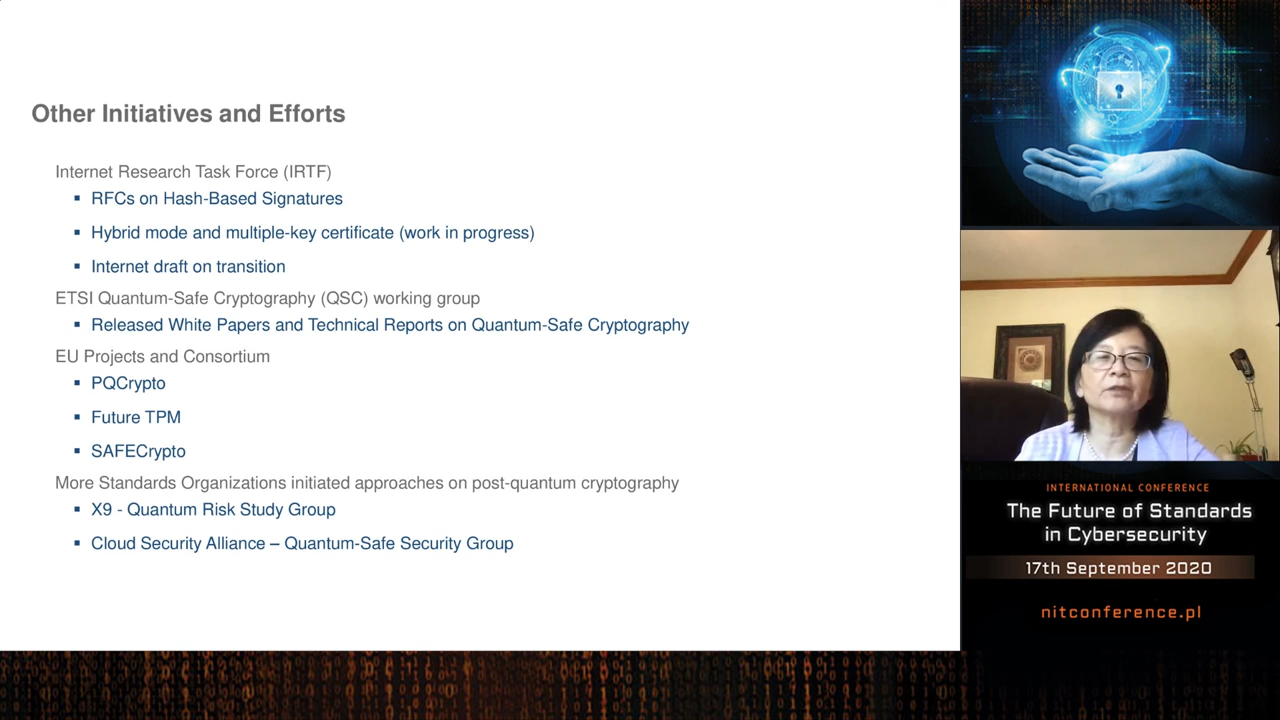 Other Initiatives and Efforts
Internet Research Task Force (IRTF)
▪ RFCs on Hash-Based Signatures
▪ Hybrid mode and multiple-key certificate (work in progress)
▪ Internet draft on transition
ETSI Quantum-Safe Cryptography (QSC) working group
▪ Released White Papers and Technical Reports on Quantum-Safe Cryptography
EU Projects and Consortium
▪ PQCrypto
▪ Future TPM
▪ SAFECrypto
More Standards Organizations initiated approaches on post-quantum cryptography
▪ X9 - Quantum Risk Study Group
▪ Cloud Security Alliance – Quantum-Safe Security Group
INTERNATIONAL CONFERENCE
The Future of Standards
in Cybersecurity
17th September 2020
nitconference.pl